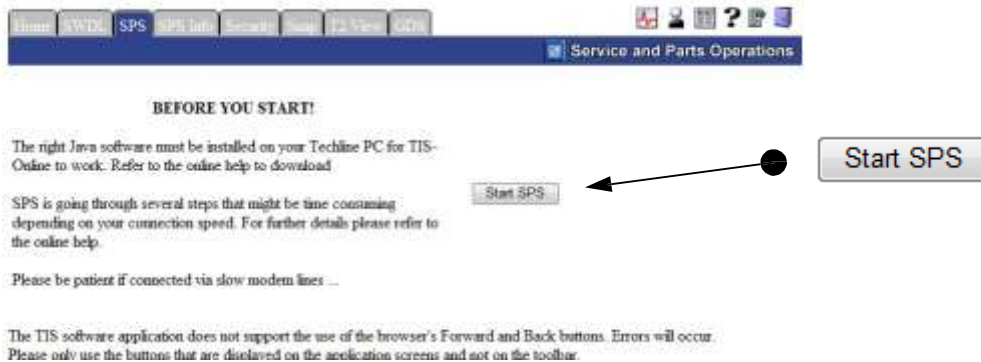 Home SWDL SPS SPS Info Security Snap T2 View GDS
?
Service and Parts Operations
BEFORE YOU START!
The right Java software must be installed on your Techline PC for TIS-
Online to work. Refer to the online help to download
Start SPS
Start SPS
SPS is going through several steps that might be time consuming
depending on your connection speed. For further details please refer to
the online help.
Please be patient if connected via slow modem lines ...
The TIS software application does not support the use of the browser's Forward and Back buttons. Errors will occur.
Please only use the buttons that are displayed on the application screens and not on the toolbar.